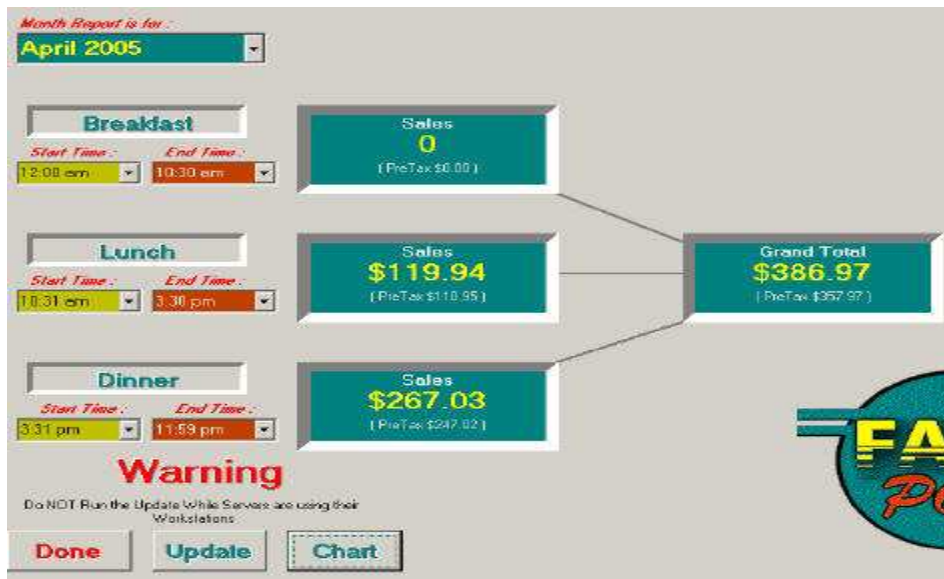 Month Report is for :
April 2005
Breakfast
Start Time :
End Time :
12:00 am
10:30 am
Sales
0
( PreTax $0.00 )
Lunch
Start Time :
End Time :
10:31 am
3:30 pm
Sales
$119.94
( PreTax $110.95 )
Grand Total
$386.97
( PreTax $357.97 )
Dinner
Start Time :
End Time :
3:31 pm
11:59 pm
Sales
$267.03
( PreTax $247.02 )
Warning
Do NOT Run the Update While Servers are using their
Workstations
Done
Update
Chart
FA